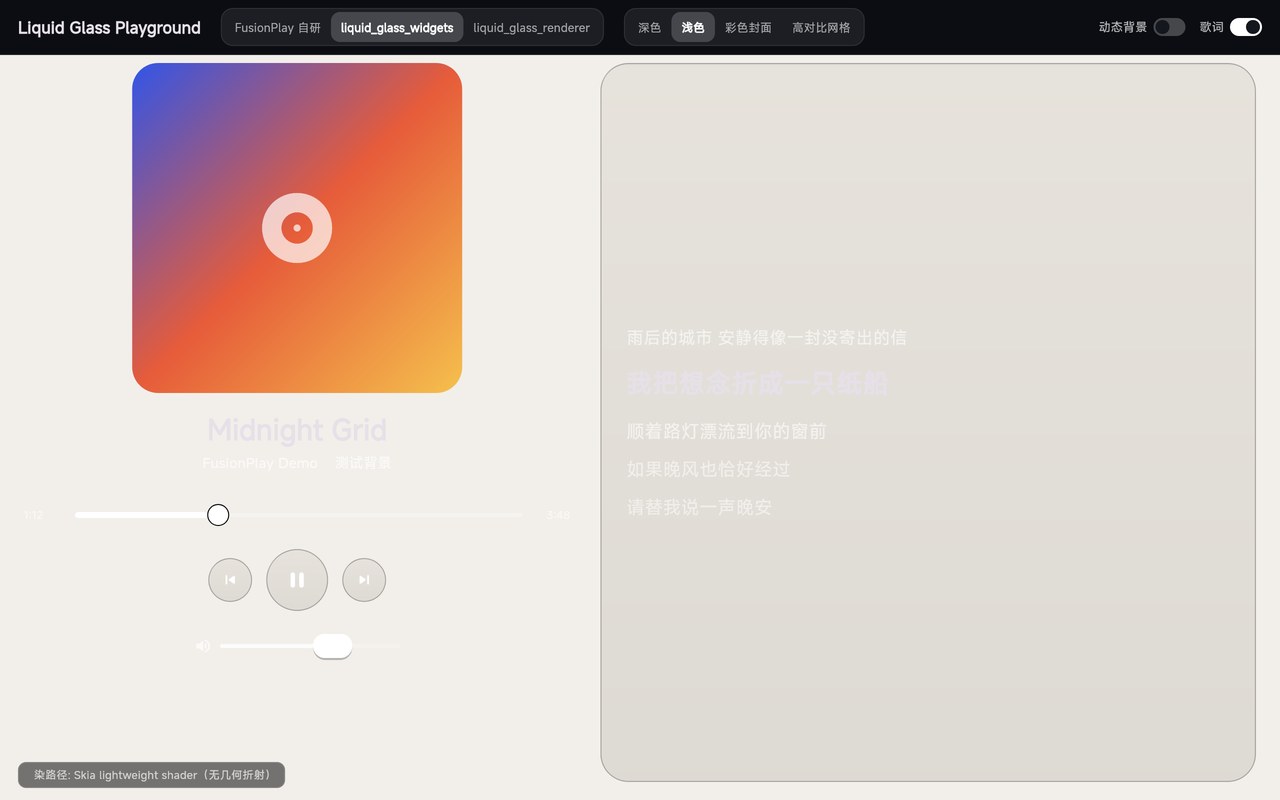 Liquid Glass Playground
FusionPlay 自研
liquid_glass_widgets
liquid_glass_renderer
深色
浅色
彩色封面
高对比网格
动态背景
歌词
Midnight Grid
FusionPlay Demo 测试背景
1:12
3:48
雨后的城市 安静得像一封没寄出的信
我把想念折成一只纸船
顺着路灯漂流到你的窗前
如果晚风也恰好经过
请替我说一声晚安
染路径: Skia lightweight shader（无几何折射）